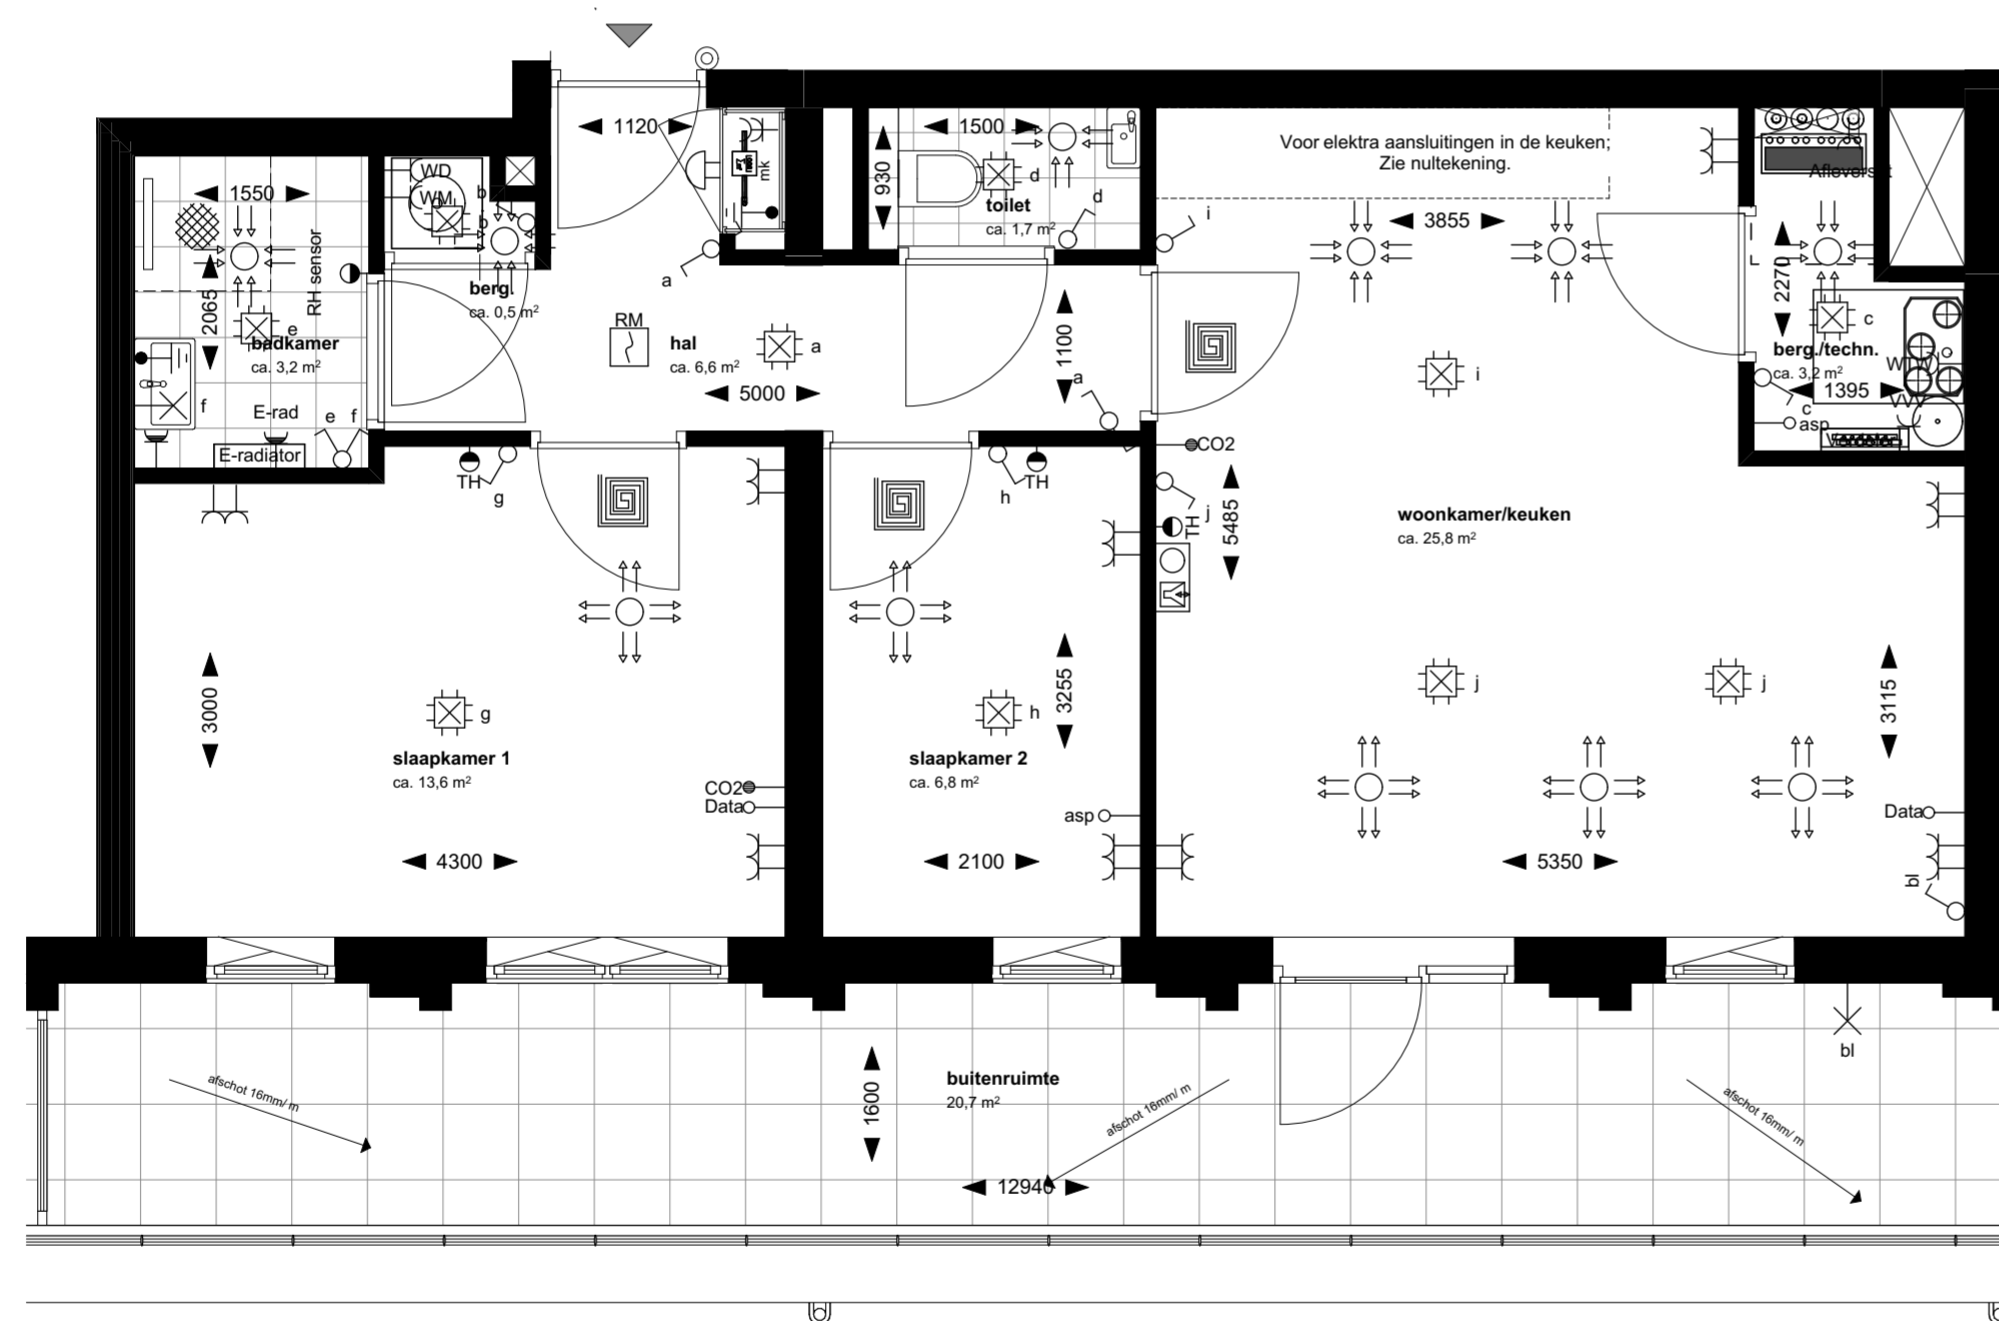 1120
mk
1500
930
d
d
toilet
ca. 1,7 m²
Voor elektra aansluitingen in de keuken;
Zie nultekening.
Afleverset
1550
2065
RH sensor
e
badkamer
ca. 3,2 m²
f
E-rad
e f
E-radiator
WD
WM
b
b
berg.
ca. 0,5 m²
a
RM
hal
ca. 6,6 m²
a
5000
1100
a
i
3855
i
2270
c
berg./techn.
ca. 3,2 m²
WTW
1395
VVV
c
asp
Verdeler
TH
g
h
TH
CO2
5485
j
TH
woonkamer/keuken
ca. 25,8 m²
3000
g
slaapkamer 1
ca. 13,6 m²
CO2
Data
4300
h
3255
slaapkamer 2
ca. 6,8 m²
asp
2100
j
j
3115
Data
5350
bl
bl
afschot 16mm/ m
1600
buitenruimte
20,7 m²
afschot 16mm/ m
afschot 16mm/ m
12940